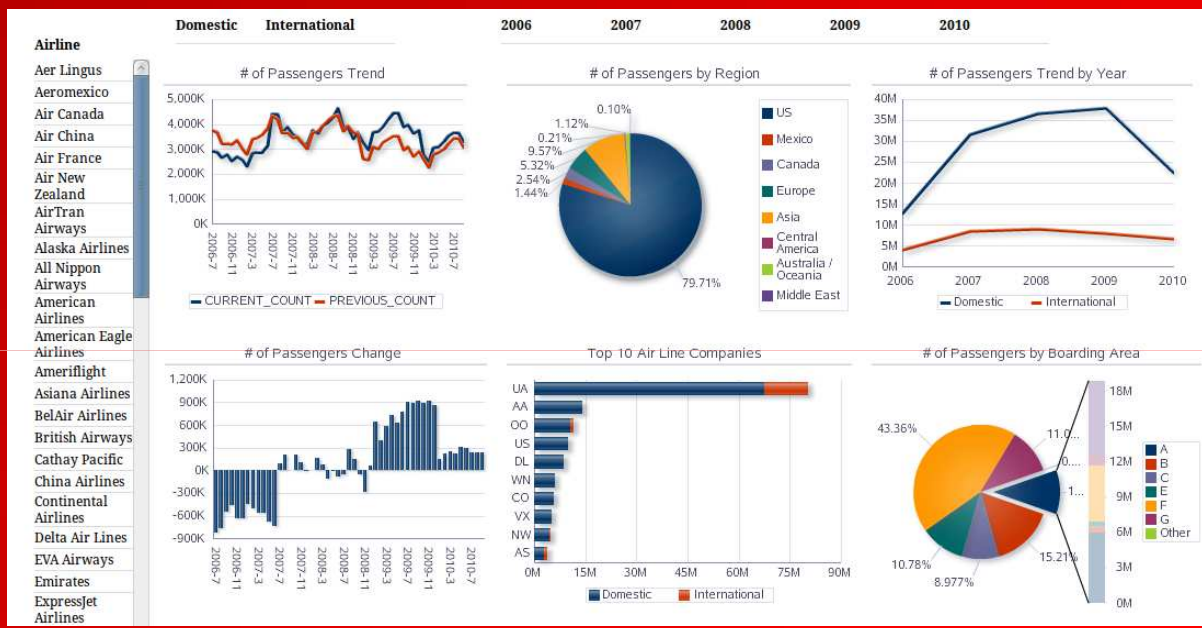 Domestic International 2006 2007 2008 2009 2010
Airline
Aer Lingus
Aeromexico
Air Canada
Air China
Air France
Air New
Zealand
AirTran
Airways
Alaska Airlines
All Nippon
Airways
American
Airlines
American Eagle
Airlines
Ameriflight
Asiana Airlines
BelAir Airlines
British Airways
Cathay Pacific
China Airlines
Continental
Airlines
Delta Air Lines
EVA Airways
Emirates
ExpressJet
Airlines
# of Passengers Trend
5,000K
4,000K
3,000K
2,000K
1,000K
0K
2006-7
2006-11
2007-3
2007-7
2007-11
2008-3
2008-7
2008-11
2009-3
2009-7
2009-11
2010-3
2010-7
CURRENT_COUNT PREVIOUS_COUNT
# of Passengers by Region
0.10%
1.12%
0.21%
9.57%
5.32%
2.54%
1.44%
79.71%
US
Mexico
Canada
Europe
Asia
Central
America
Australia /
Oceania
Middle East
# of Passengers Trend by Year
40M
35M
30M
25M
20M
15M
10M
5M
0M
2006 2007 2008 2009 2010
Domestic International
# of Passengers Change
1,200K
900K
600K
300K
0K
-300K
-600K
-900K
2006-7
2006-11
2007-3
2007-7
2007-11
2008-3
2008-7
2008-11
2009-3
2009-7
2009-11
2010-3
2010-7
Top 10 Air Line Companies
UA
AA
OO
US
DL
WN
CO
VX
NW
AS
0M 15M 30M 45M 60M 75M 90M
Domestic International
# of Passengers by Boarding Area
43.36%
11.0...
0....
1...
15.21%
8.977%
10.78%
18M
15M
12M
9M
6M
3M
0M
A
B
C
E
F
G
Other